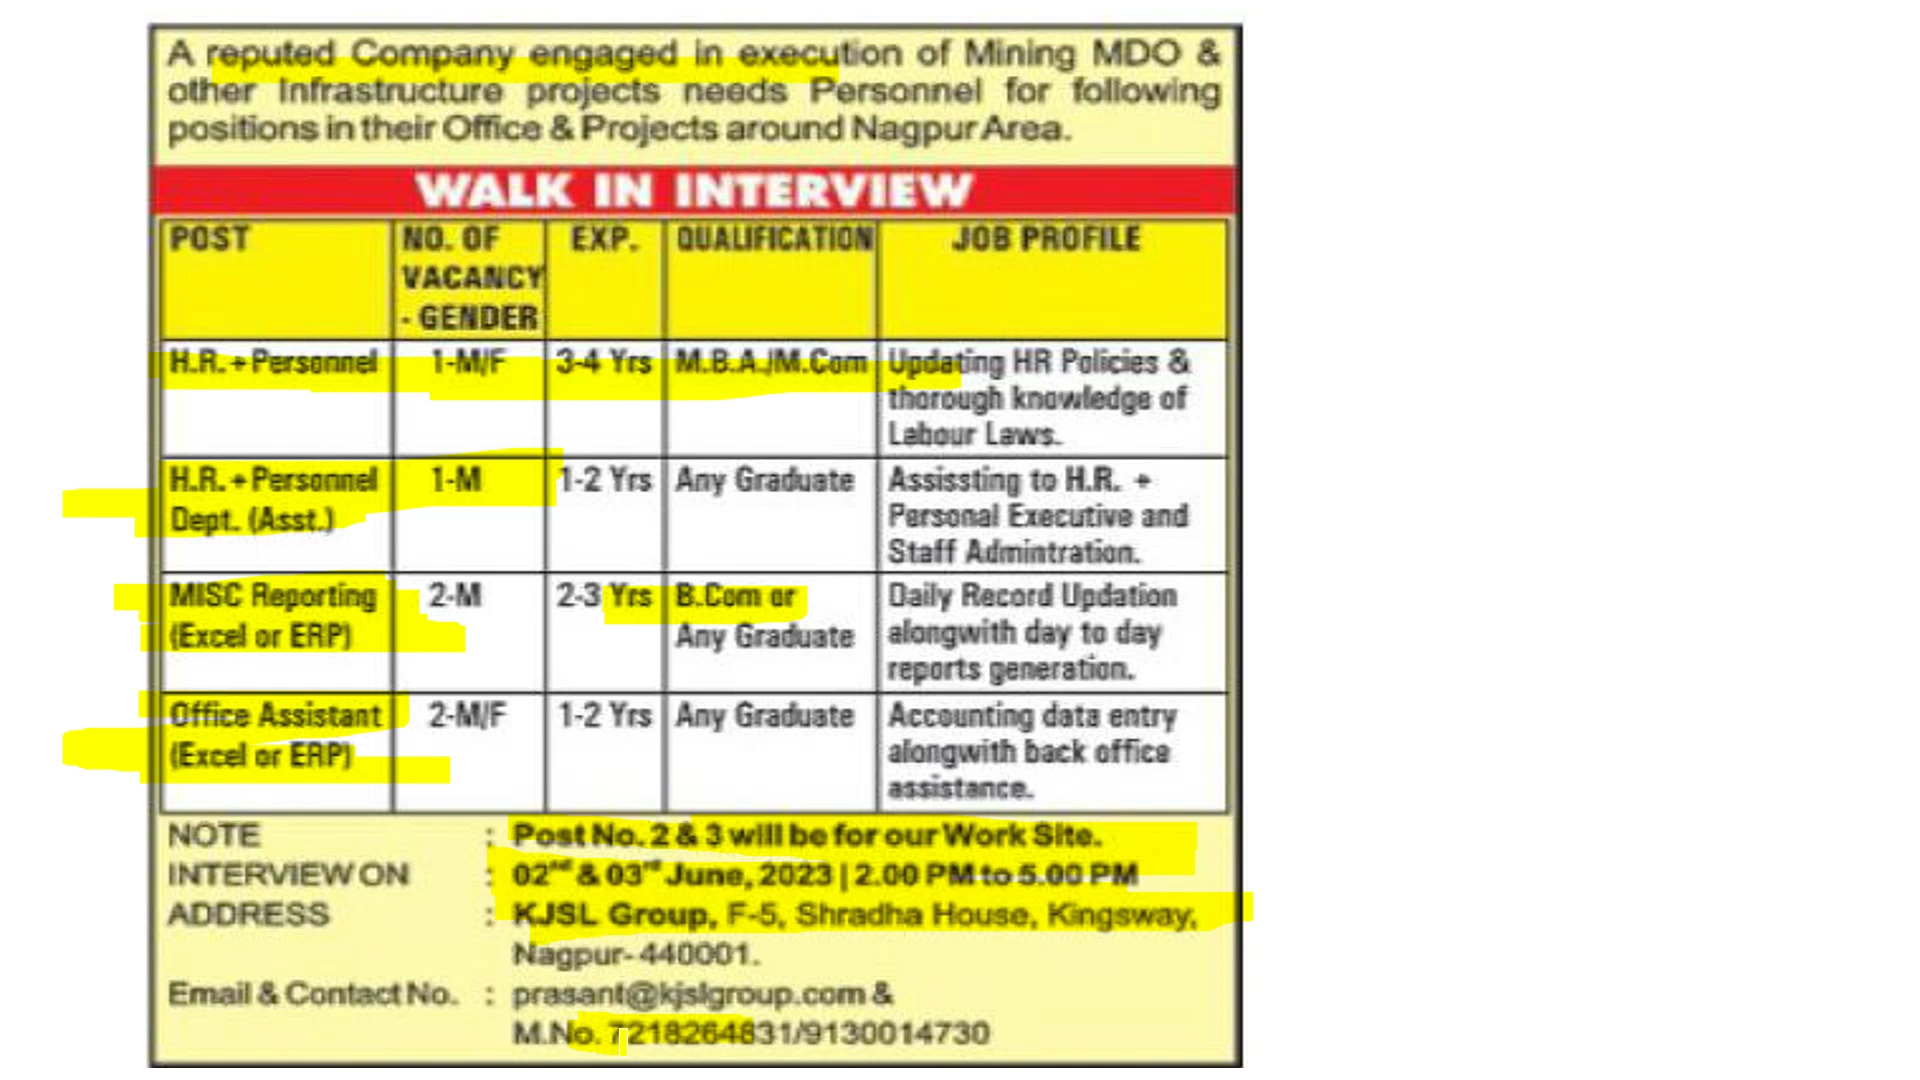 A reputed Company engaged in execution of Mining MDO &
other Infrastructure projects needs Personnel for following
positions in their Office & Projects around Nagpur Area.
WALK IN INTERVIEW
POST NO. OF VACANCY - GENDER EXP. QUALIFICATION JOB PROFILE
H.R. + Personnel 1-M/F 3-4 Yrs M.B.A./M.Com Updating HR Policies &
thorough knowledge of
Labour Laws.
H.R. + Personnel 1-M 1-2 Yrs Any Graduate Assissting to H.R. +
Dept. (Asst.) Personal Executive and
Staff Admintration.
MISC Reporting 2-M 2-3 Yrs B.Com or Daily Record Updation
(Excel or ERP) Any Graduate alongwith day to day
reports generation.
Office Assistant 2-M/F 1-2 Yrs Any Graduate Accounting data entry
(Excel or ERP) alongwith back office
assistance.
NOTE : Post No. 2 & 3 will be for our Work Site.
INTERVIEW ON : 02nd & 03rd June, 2023 | 2.00 PM to 5.00 PM
ADDRESS : KJSL Group, F-5, Shradha House, Kingsway,
Nagpur- 440001.
Email & Contact No. : prasant@kjslgroup.com &
M.No. 7218264831/9130014730